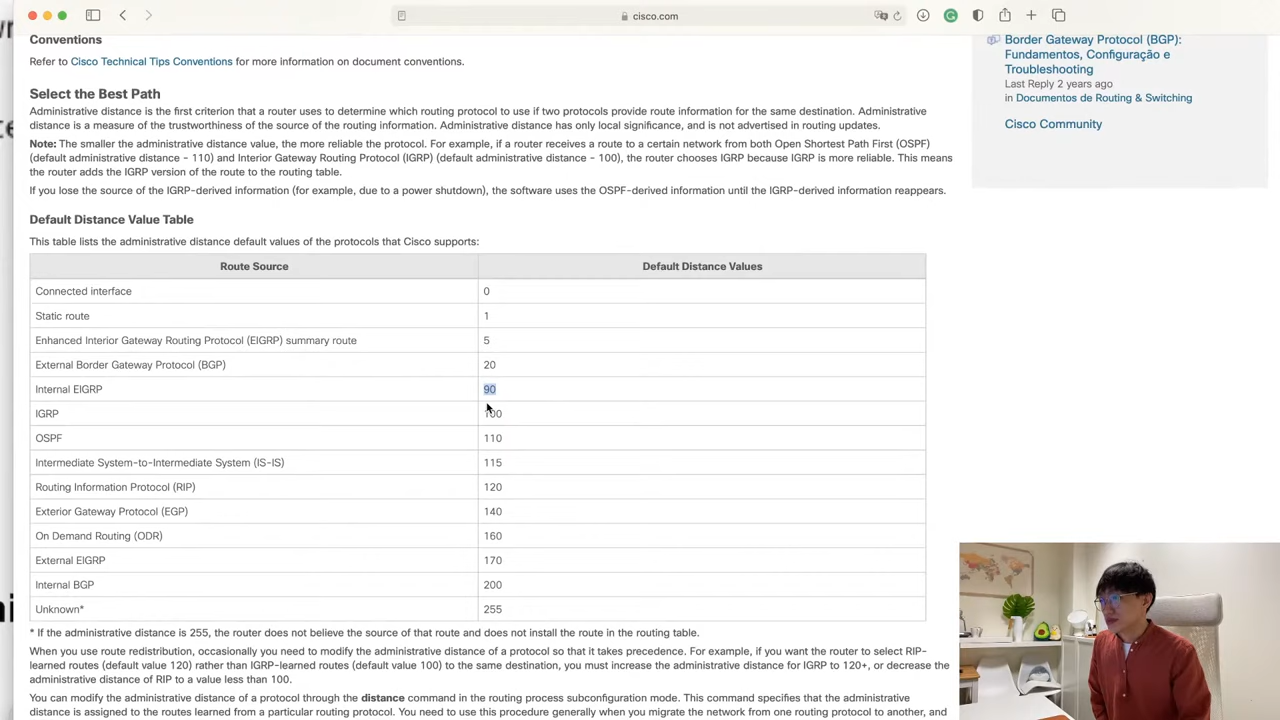 cisco.com
Conventions
Refer to Cisco Technical Tips Conventions for more information on document conventions.
Select the Best Path
Administrative distance is the first criterion that a router uses to determine which routing protocol to use if two protocols provide route information for the same destination. Administrative
distance is a measure of the trustworthiness of the source of the routing information. Administrative distance has only local significance, and is not advertised in routing updates.
Note: The smaller the administrative distance value, the more reliable the protocol. For example, if a router receives a route to a certain network from both Open Shortest Path First (OSPF)
(default administrative distance - 110) and Interior Gateway Routing Protocol (IGRP) (default administrative distance - 100), the router chooses IGRP because IGRP is more reliable. This means
the router adds the IGRP version of the route to the routing table.
If you lose the source of the IGRP-derived information (for example, due to a power shutdown), the software uses the OSPF-derived information until the IGRP-derived information reappears.
Default Distance Value Table
This table lists the administrative distance default values of the protocols that Cisco supports:
Route Source Default Distance Values
Connected interface 0
Static route 1
Enhanced Interior Gateway Routing Protocol (EIGRP) summary route 5
External Border Gateway Protocol (BGP) 20
Internal EIGRP 90
IGRP 100
OSPF 110
Intermediate System-to-Intermediate System (IS-IS) 115
Routing Information Protocol (RIP) 120
Exterior Gateway Protocol (EGP) 140
On Demand Routing (ODR) 160
External EIGRP 170
Internal BGP 200
Unknown* 255
* If the administrative distance is 255, the router does not believe the source of that route and does not install the route in the routing table.
When you use route redistribution, occasionally you need to modify the administrative distance of a protocol so that it takes precedence. For example, if you want the router to select RIP-
learned routes (default value 120) rather than IGRP-learned routes (default value 100) to the same destination, you must increase the administrative distance for IGRP to 120+, or decrease the
administrative distance of RIP to a value less than 100.
You can modify the administrative distance of a protocol through the distance command in the routing process subconfiguration mode. This command specifies that the administrative
distance is assigned to the routes learned from a particular routing protocol. You need to use this procedure generally when you migrate the network from one routing protocol to another, and
Border Gateway Protocol (BGP):
Fundamentos, Configuração e
Troubleshooting
Last Reply 2 years ago
in Documentos de Routing & Switching
Cisco Community